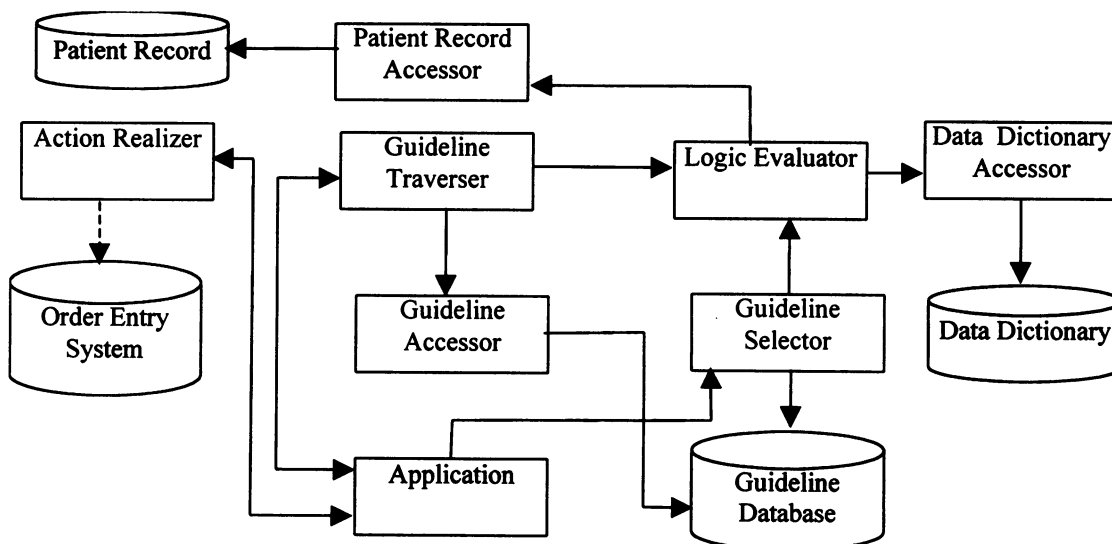 Patient Record
Patient Record
Accessor
Action Realizer
Guideline
Traverser
Logic Evaluator
Data Dictionary
Accessor
Order Entry
System
Guideline
Accessor
Guideline
Selector
Data Dictionary
Application
Guideline
Database